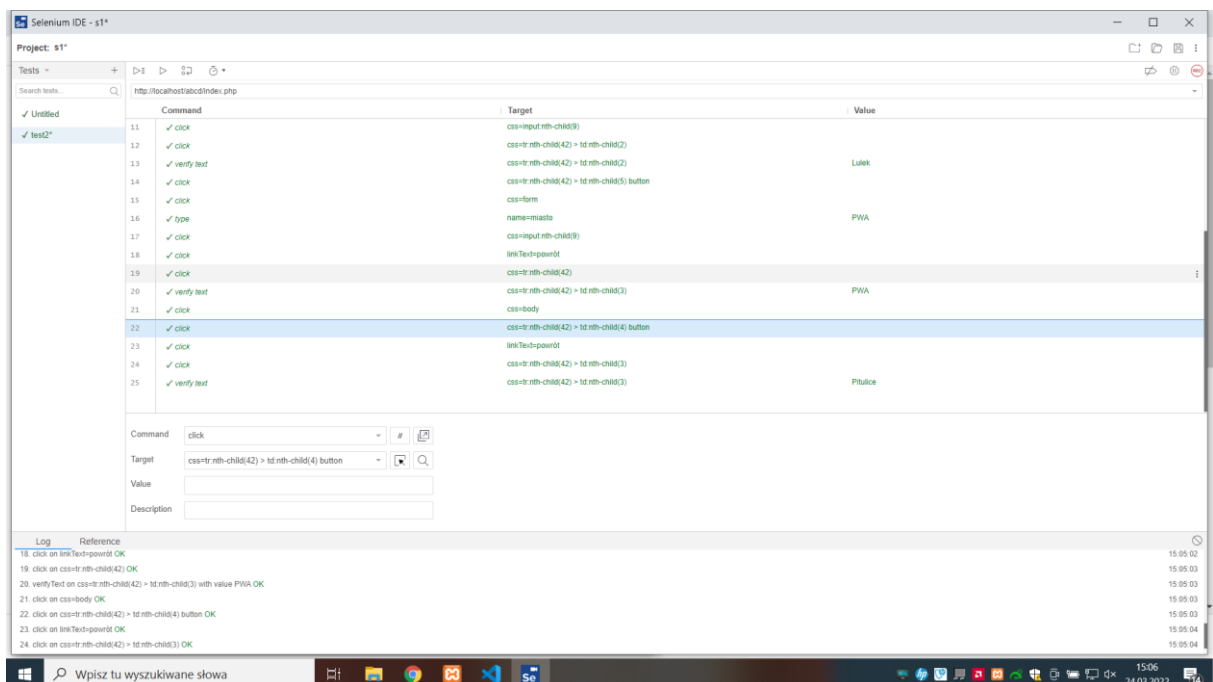 Selenium IDE - s1*
Project: s1*
Tests
Search tests...
http://localhost/abcd/index.php
✓ Untitled
✓ test2*
Command Target Value
11 ✓ click css=input:nth-child(9)
12 ✓ click css=tr:nth-child(42) > td:nth-child(2)
13 ✓ verify text css=tr:nth-child(42) > td:nth-child(2) Lulek
14 ✓ click css=tr:nth-child(42) > td:nth-child(5) button
15 ✓ click css=form
16 ✓ type name=miasto PWA
17 ✓ click css=input:nth-child(9)
18 ✓ click linkText=powrót
19 ✓ click css=tr:nth-child(42)
20 ✓ verify text css=tr:nth-child(42) > td:nth-child(3) PWA
21 ✓ click css=body
22 ✓ click css=tr:nth-child(42) > td:nth-child(4) button
23 ✓ click linkText=powrót
24 ✓ click css=tr:nth-child(42) > td:nth-child(3)
25 ✓ verify text css=tr:nth-child(42) > td:nth-child(3) Pitulice
Command click //
Target css=tr:nth-child(42) > td:nth-child(4) button
Value
Description
Log Reference
18. click on linkText=powrót OK 15:05:02
19. click on css=tr:nth-child(42) OK 15:05:03
20. verifyText on css=tr:nth-child(42) > td:nth-child(3) with value PWA OK 15:05:03
21. click on css=body OK 15:05:03
22. click on css=tr:nth-child(42) > td:nth-child(4) button OK 15:05:03
23. click on linkText=powrót OK 15:05:04
24. click on css=tr:nth-child(42) > td:nth-child(3) OK 15:05:04
Wpisz tu wyszukiwane słowa
Se
15:06
24.03.2022